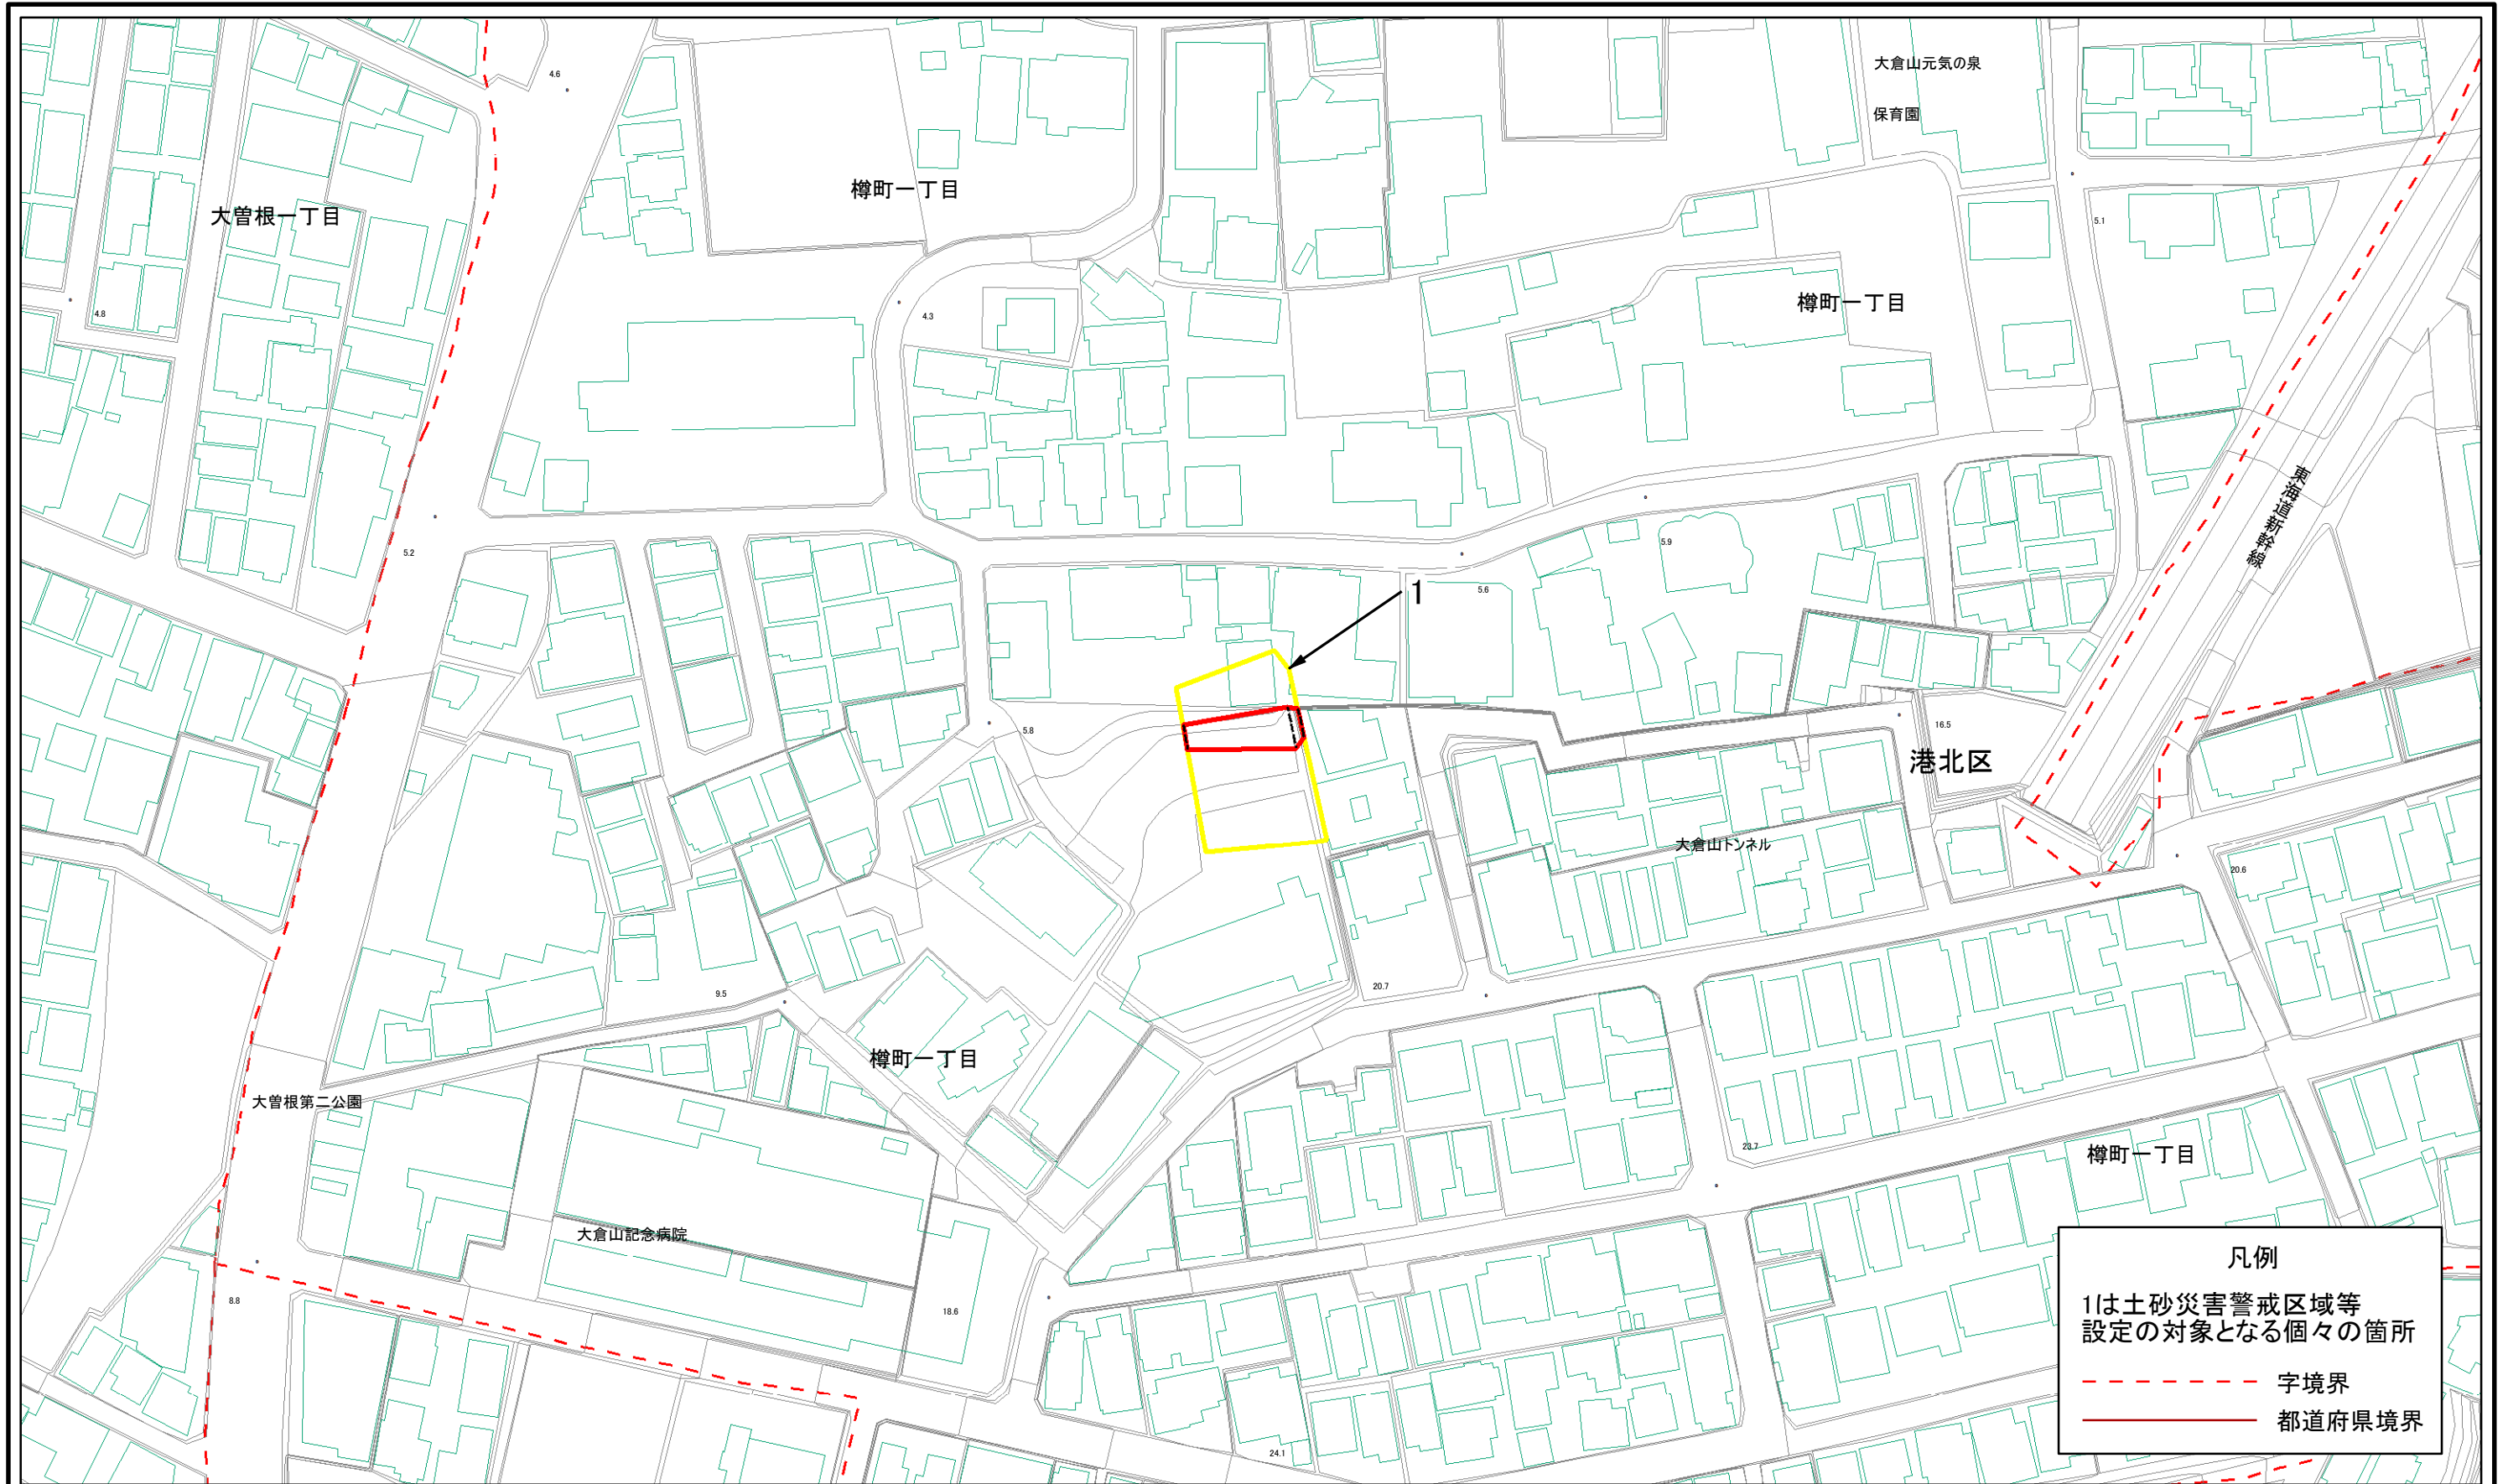 4.6
大倉山元気の泉
保育園
樽町一丁目
大曽根一丁目
5.1
4.8
4.3
樽町一丁目
東海道新幹線
5.2
5.9
1
5.6
5.8
16.5
港北区
大倉山トンネル
20.6
9.5
20.7
樽町一丁目
大曽根第二公園
23.7
樽町一丁目
大倉山記念病院
8.8
18.6
24.1
凡例
1は土砂災害警戒区域等
設定の対象となる個々の箇所
字境界
都道府県境界